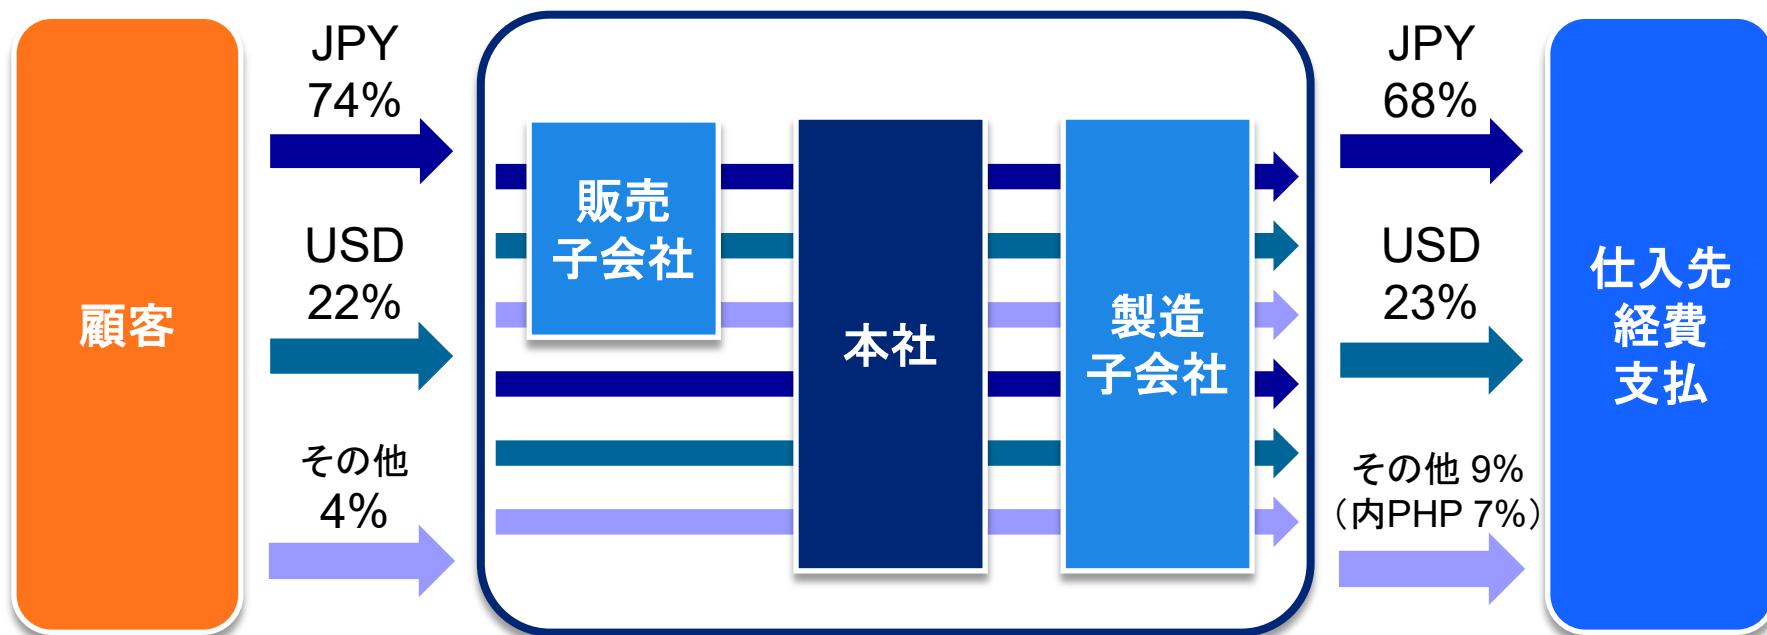 顧客
JPY
74%
USD
22%
その他
4%
販売
子会社
本社
製造
子会社
JPY
68%
USD
23%
その他 9%
（内PHP 7%）
仕入先
経費
支払